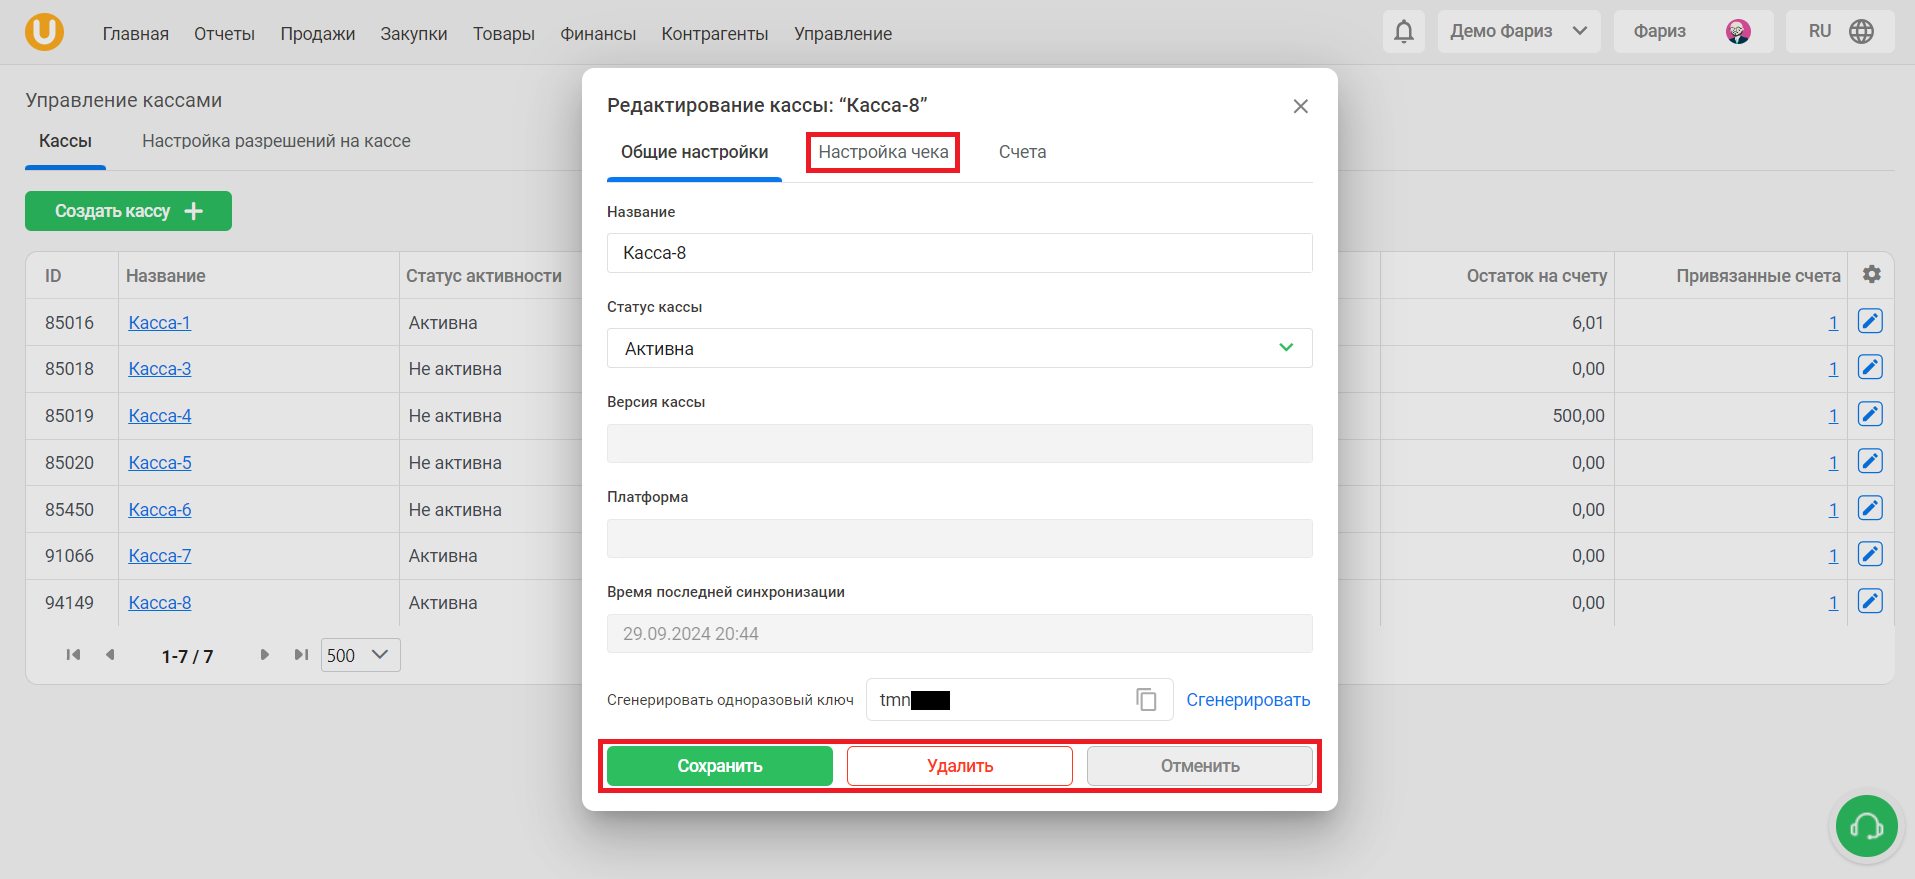 Главная Отчеты Продажи Закупки Товары Финансы Контрагенты Управление Демо Фариз Фариз RU
Управление кассами
Кассы Настройка разрешений на кассе
Создать кассу
ID Название Статус активности Остаток на счету Привязанные счета
85016 Касса-1 Активна 6,01 1
85018 Касса-3 Не активна 0,00 1
85019 Касса-4 Не активна 500,00 1
85020 Касса-5 Не активна 0,00 1
85450 Касса-6 Не активна 0,00 1
91066 Касса-7 Активна 0,00 1
94149 Касса-8 Активна 0,00 1
1-7 / 7 500
Редактирование кассы: “Касса-8”
Общие настройки Настройка чека Счета
Название
Касса-8
Статус кассы
Активна
Версия кассы
Платформа
Время последней синхронизации
29.09.2024 20:44
Сгенерировать одноразовый ключ tmn Сгенерировать
Сохранить Удалить Отменить